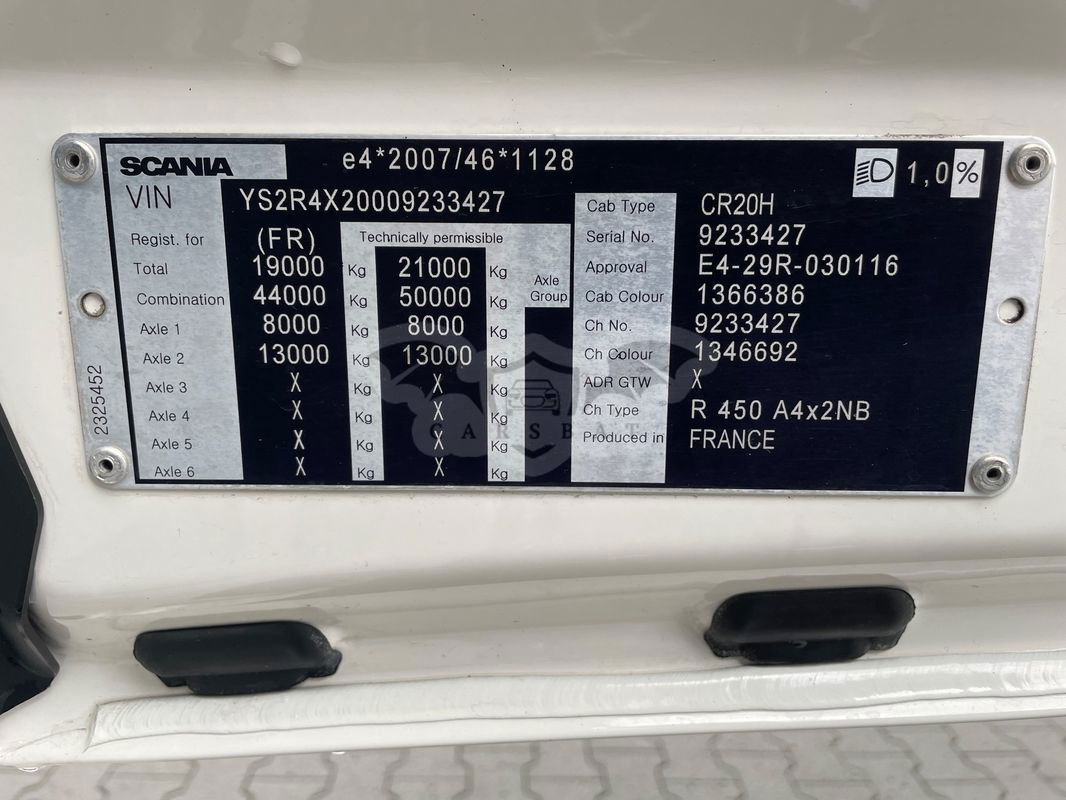 SCANIA e4*2007/46*1128 1,0%
VIN YS2R4X20009233427 Cab Type CR20H
Regist. for (FR) Technically permissible Serial No. 9233427
Total 19000 Kg 21000 Kg Axle Group Approval E4-29R-030116
Combination 44000 Kg 50000 Kg Cab Colour 1366386
Axle 1 8000 Kg 8000 Kg Ch No. 9233427
Axle 2 13000 Kg 13000 Kg Ch Colour 1346692
Axle 3 X Kg X Kg ADR GTW X
Axle 4 X Kg X Kg Ch Type R 450 A4x2NB
Axle 5 X Kg X Kg Produced in FRANCE
Axle 6 X Kg X Kg
2325452
CARSBAT